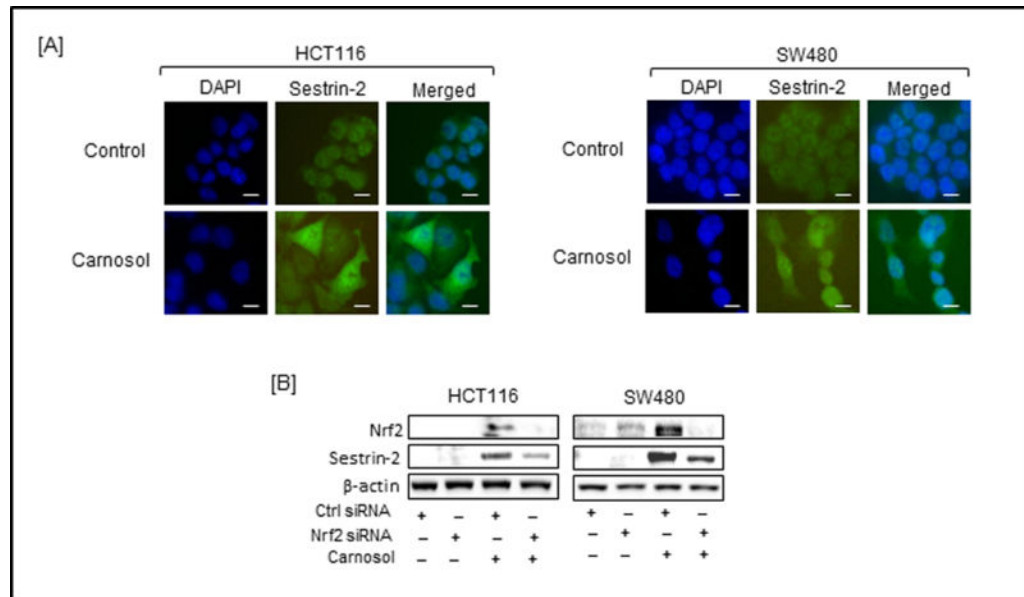 [A]
HCT116
DAPI Sestrin-2 Merged
Control
Carnosol
SW480
DAPI Sestrin-2 Merged
Control
Carnosol
[B]
HCT116 SW480
Nrf2
Sestrin-2
β-actin
Ctrl siRNA + – + – + – + –
Nrf2 siRNA – + – + – + – +
Carnosol – – + + – – + +